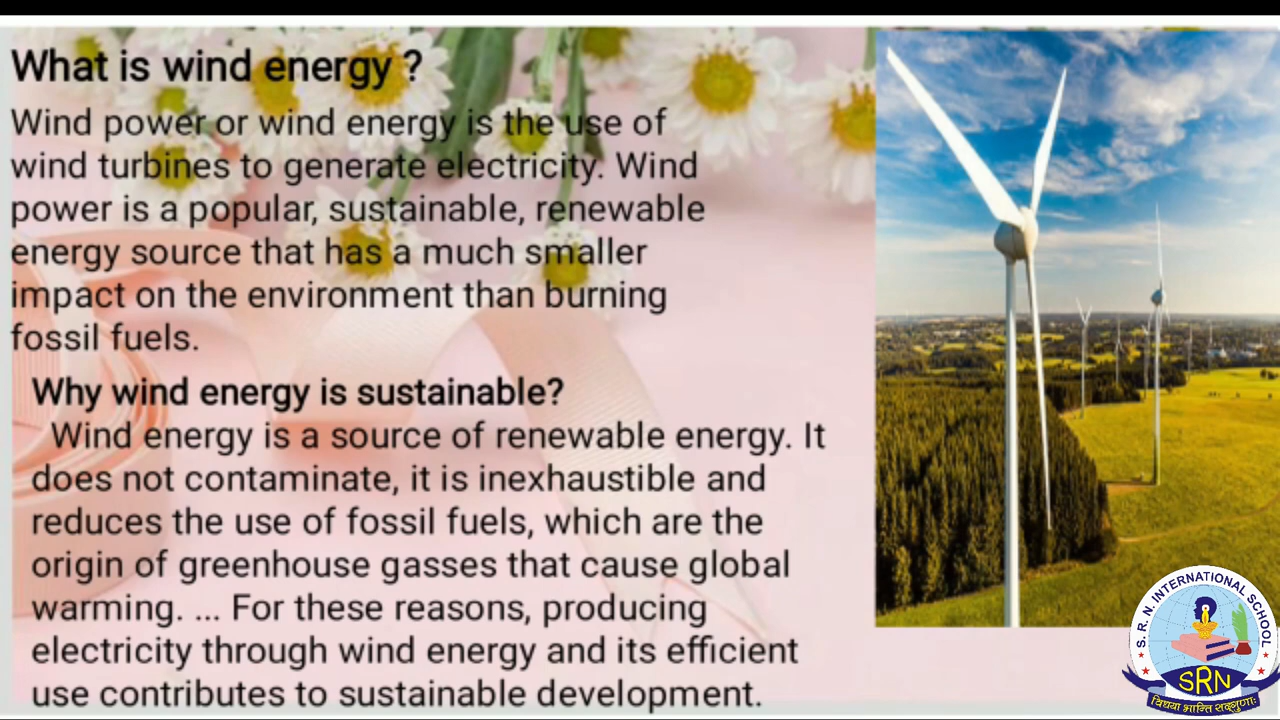 What is wind energy ?
Wind power or wind energy is the use of
wind turbines to generate electricity. Wind
power is a popular, sustainable, renewable
energy source that has a much smaller
impact on the environment than burning
fossil fuels.
Why wind energy is sustainable?
Wind energy is a source of renewable energy. It
does not contaminate, it is inexhaustible and
reduces the use of fossil fuels, which are the
origin of greenhouse gasses that cause global
warming. ... For these reasons, producing
electricity through wind energy and its efficient
use contributes to sustainable development.
S. R. N. INTERNATIONAL SCHOOL
SRN
विद्यया भान्ति सद्गुणाः